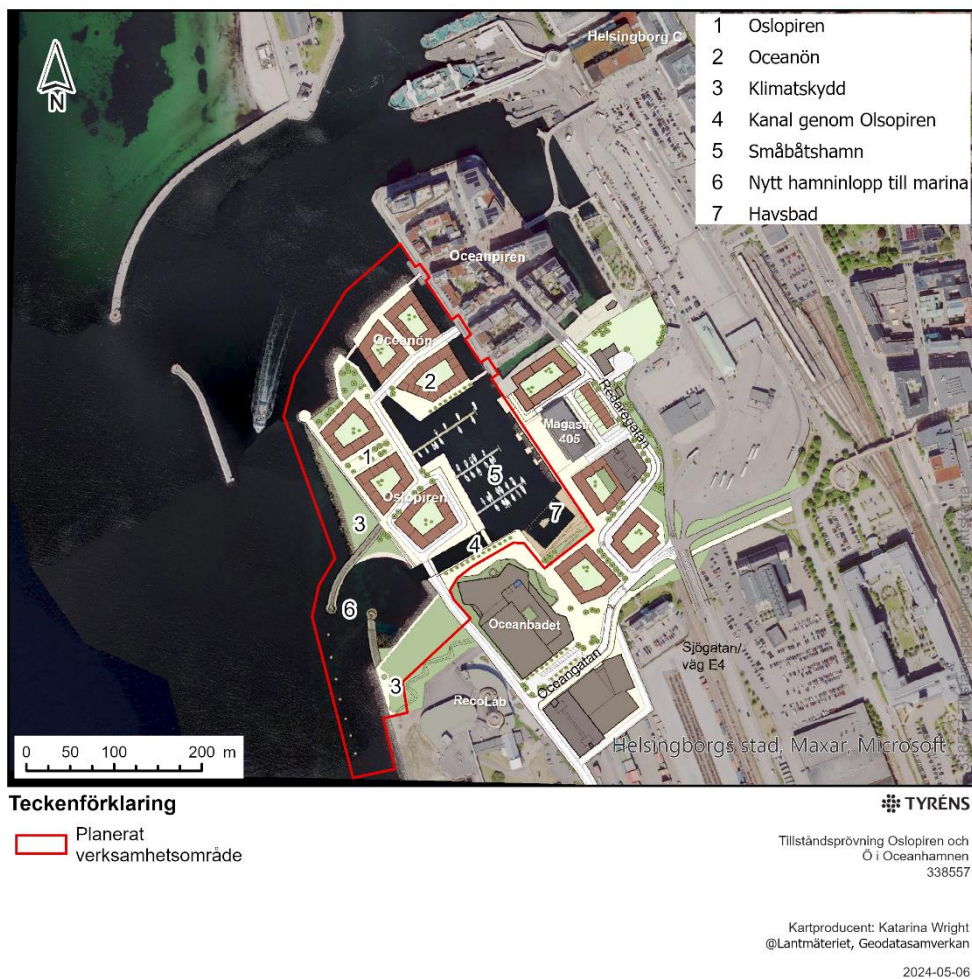 N
Helsingborg C
1 Oslopiren
2 Oceanön
3 Klimatskydd
4 Kanal genom Olsopiren
5 Småbåtshamn
6 Nytt hamninlopp till marina
7 Havsbad
Oceanpiren
Oceanön
2
Redaregatan
Magasin
405
1
5
Oslopiren
7
3
4
6
Oceanbadet
Sjögatan/
väg E4
3
Oceangatan
RecoLab
0 50 100 200 m
Helsingborgs stad, Maxar, Microsoft
Teckenförklaring
Planerat
verksamhetsområde
TYRÉNS
Tillståndsprövning Oslopiren och
Ö i Oceanhamnen
338557
Kartproducent: Katarina Wright
@Lantmäteriet, Geodatasamverkan
2024-05-06